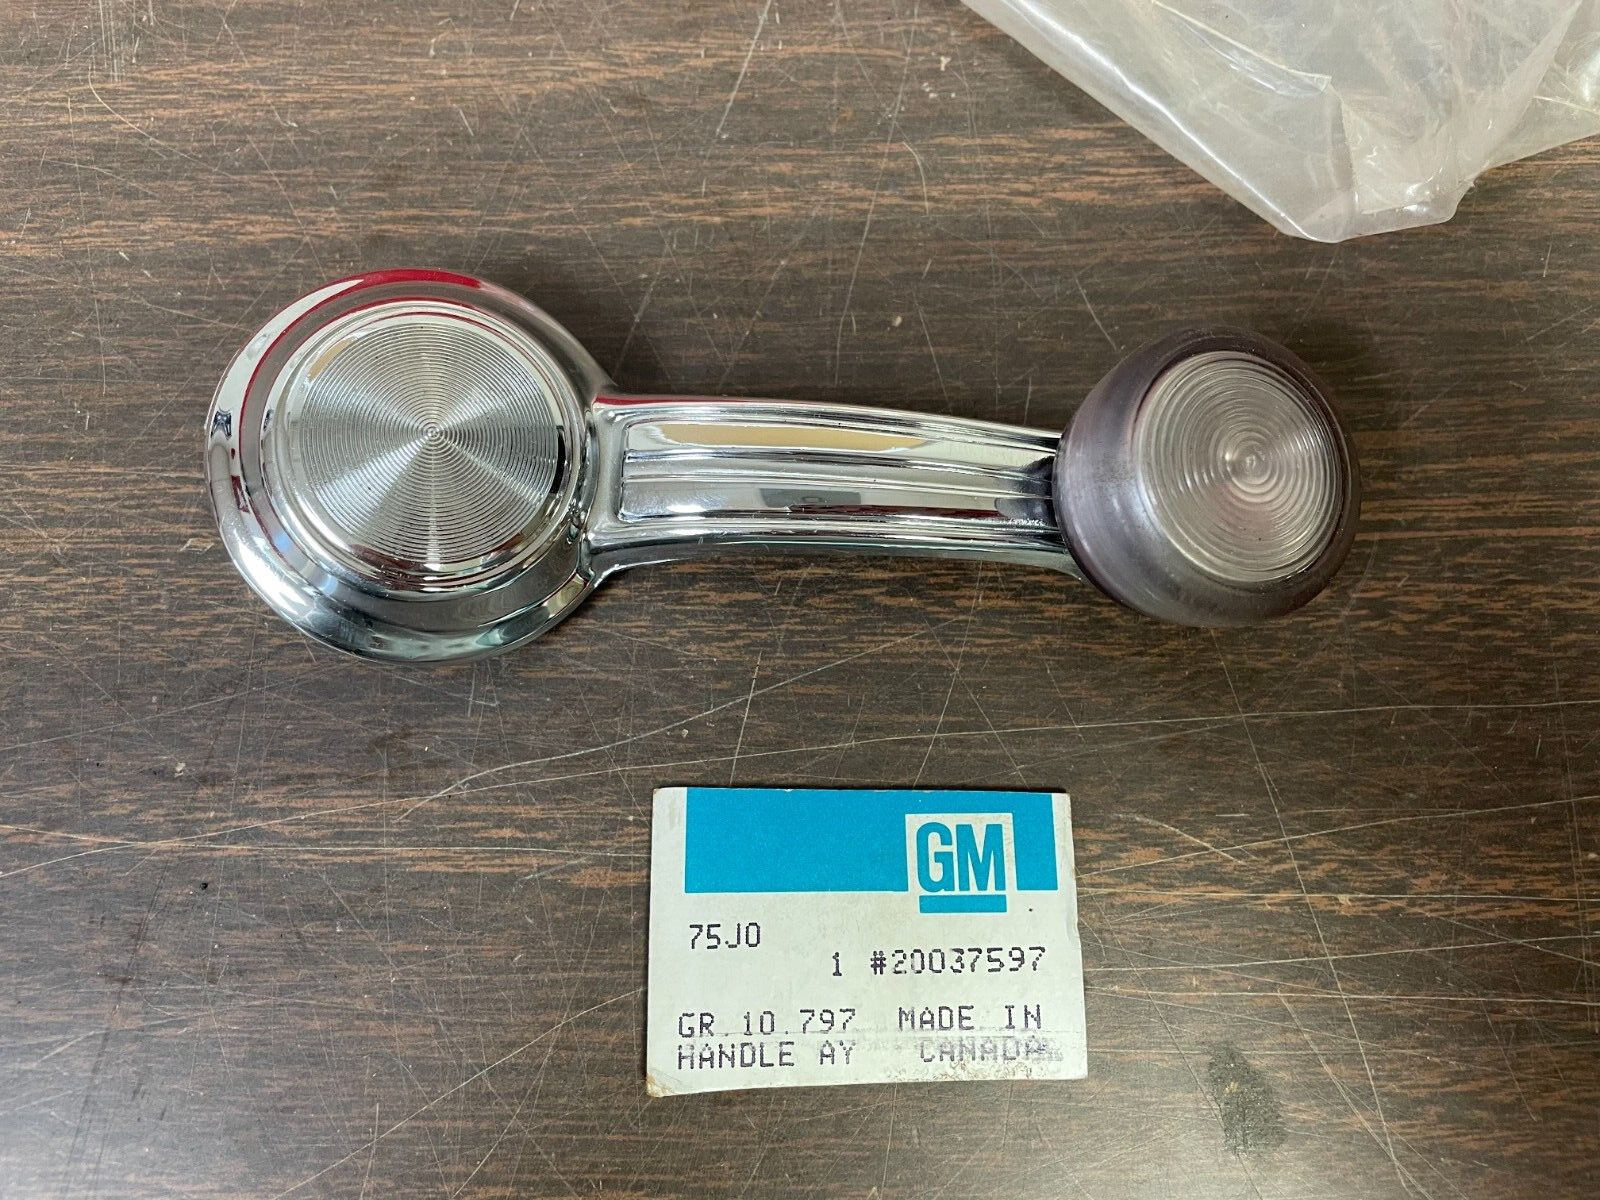 GM
75J0
1 #20037597
GR.10.797 MADE IN
HANDLE AY CANADA